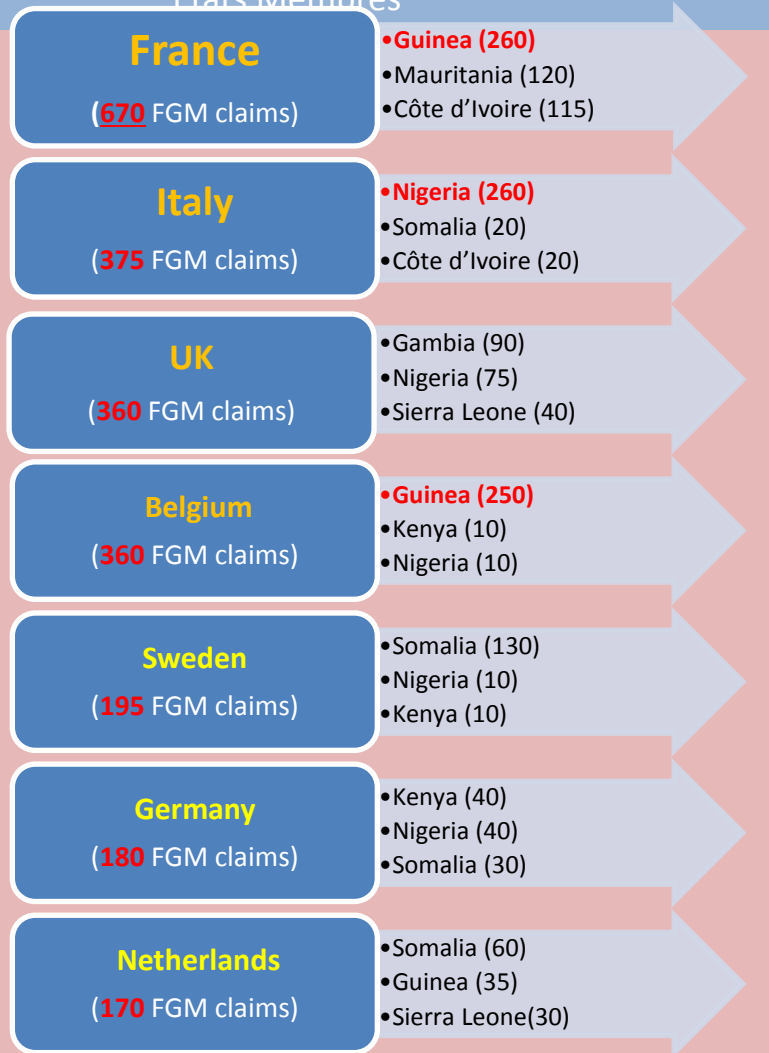 France
(670 FGM claims)
•Guinea (260)
•Mauritania (120)
•Côte d’Ivoire (115)
Italy
(375 FGM claims)
•Nigeria (260)
•Somalia (20)
•Côte d’Ivoire (20)
UK
(360 FGM claims)
•Gambia (90)
•Nigeria (75)
•Sierra Leone (40)
Belgium
(360 FGM claims)
•Guinea (250)
•Kenya (10)
•Nigeria (10)
Sweden
(195 FGM claims)
•Somalia (130)
•Nigeria (10)
•Kenya (10)
Germany
(180 FGM claims)
•Kenya (40)
•Nigeria (40)
•Somalia (30)
Netherlands
(170 FGM claims)
•Somalia (60)
•Guinea (35)
•Sierra Leone(30)